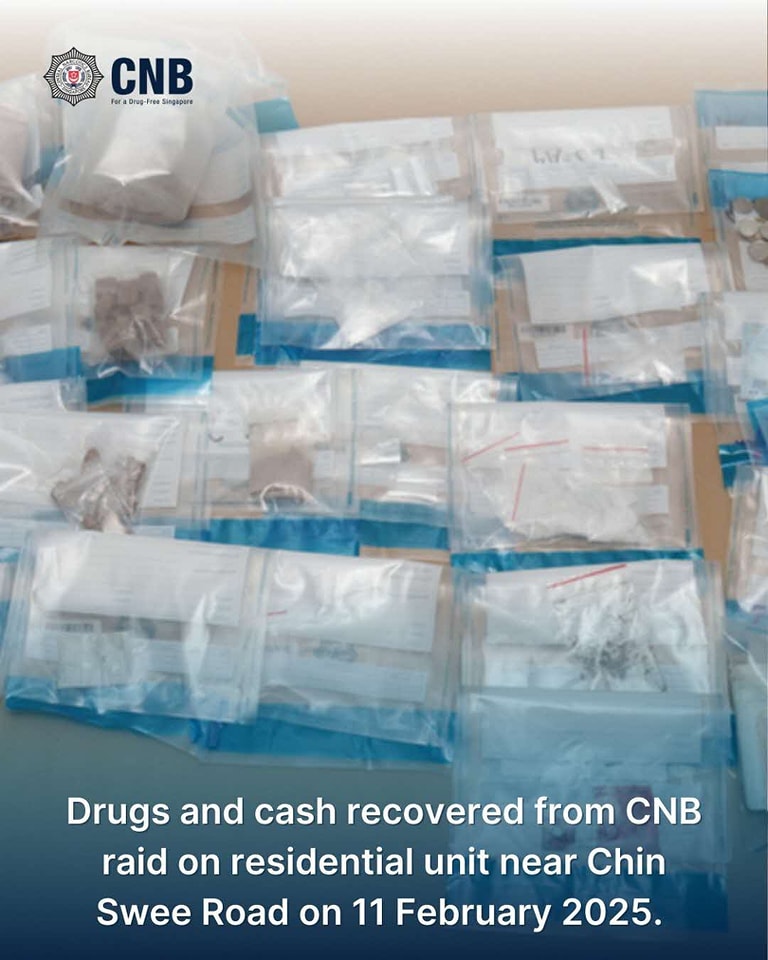 CNB
For a Drug-Free Singapore
Drugs and cash recovered from CNB
raid on residential unit near Chin
Swee Road on 11 February 2025.